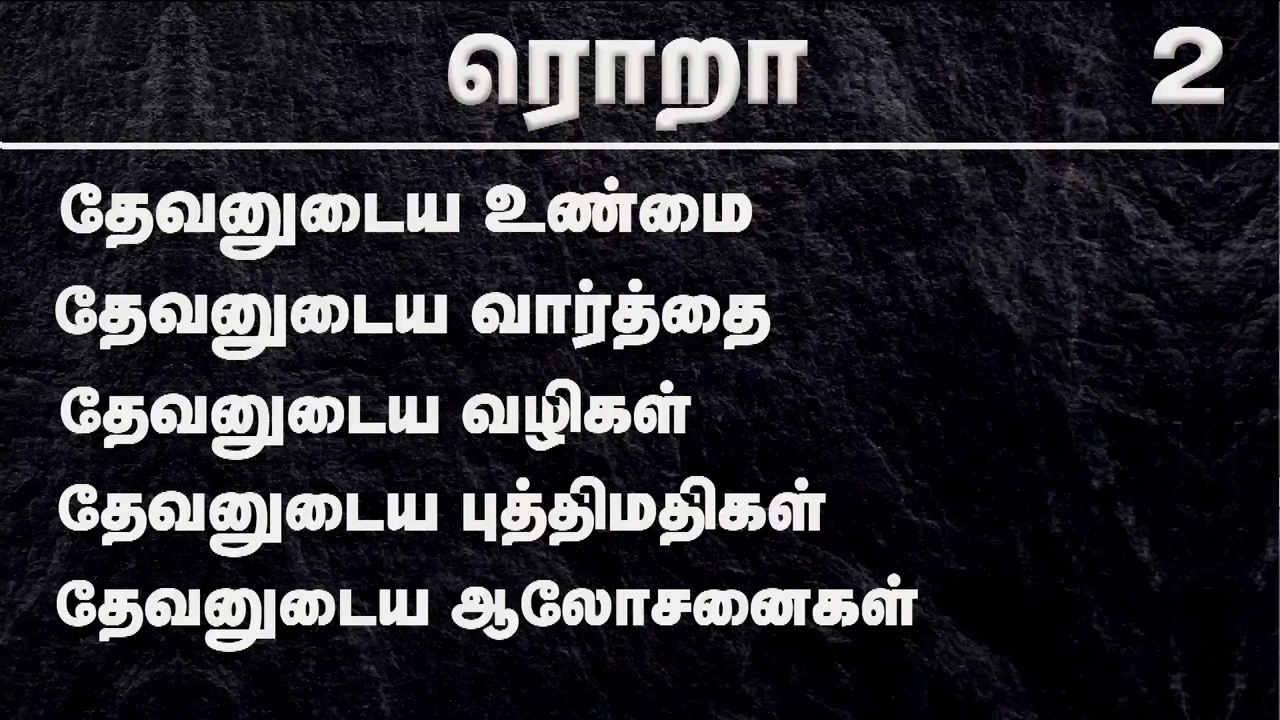 ரொறா 2
தேவனுடைய உண்மை
தேவனுடைய வார்த்தை
தேவனுடைய வழிகள்
தேவனுடைய புத்திமதிகள்
தேவனுடைய ஆலோசனைகள்